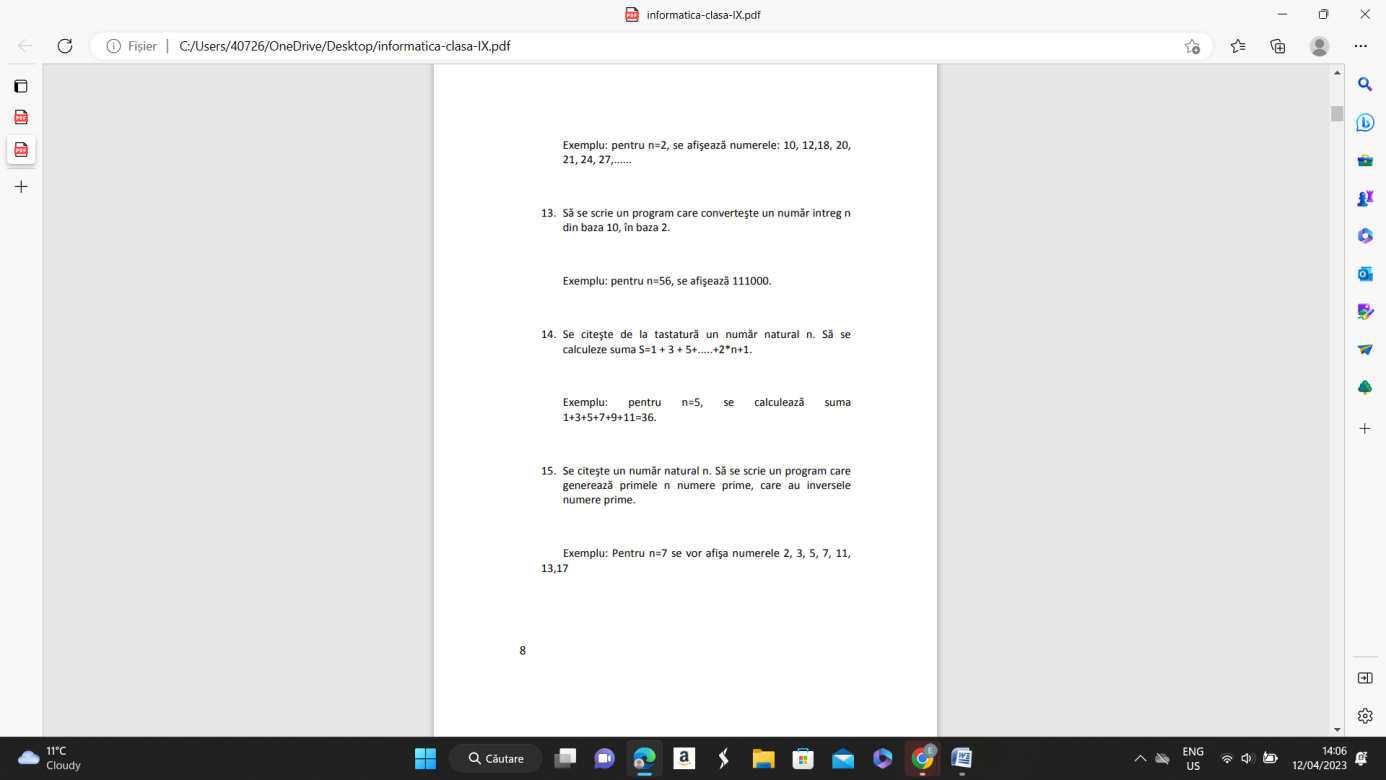 informatica-clasa-IX.pdf
Fișier | C:/Users/40726/OneDrive/Desktop/informatica-clasa-IX.pdf
Exemplu: pentru n=2, se afişează numerele: 10, 12,18, 20,
21, 24, 27,......
13. Să se scrie un program care converteşte un număr intreg n
din baza 10, în baza 2.
Exemplu: pentru n=56, se afişează 111000.
14. Se citeşte de la tastatură un număr natural n. Să se
calculeze suma S=1 + 3 + 5+.....+2*n+1.
Exemplu: pentru n=5, se calculează suma
1+3+5+7+9+11=36.
15. Se citeşte un număr natural n. Să se scrie un program care
generează primele n numere prime, care au inversele
numere prime.
Exemplu: Pentru n=7 se vor afişa numerele 2, 3, 5, 7, 11,
13,17
8
11°C
Cloudy
Căutare
ENG
US
14:06
12/04/2023